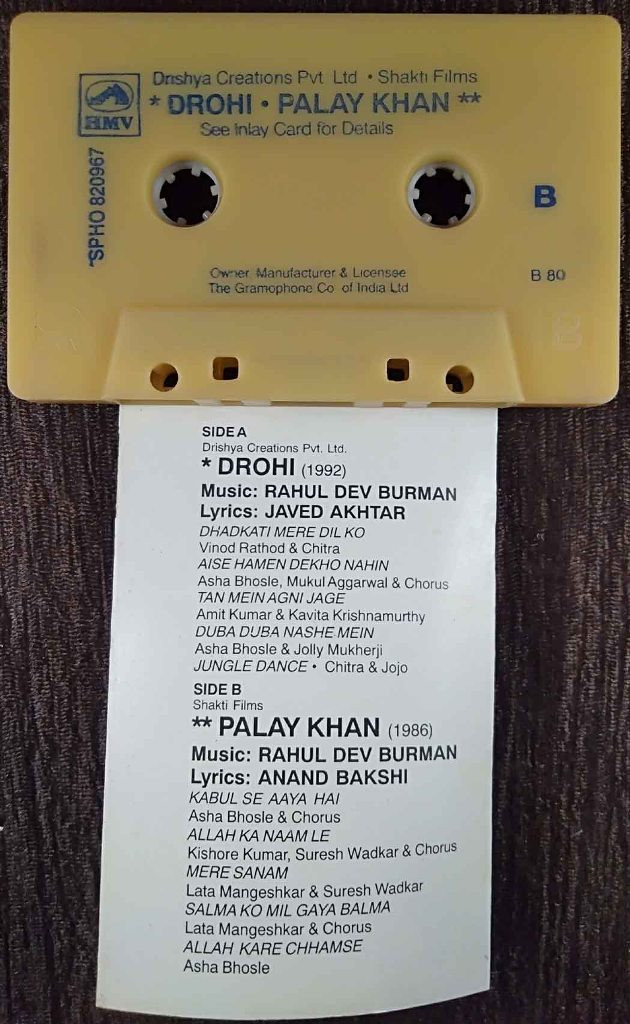 Drishya Creations Pvt Ltd • Shakti Films
* DROHI • PALAY KHAN **
HMV
See Inlay Card for Details
SPHO 820967
B
Owner Manufacturer & Licensee
The Gramophone Co of India Ltd
B 80
B
SIDE A
Drishya Creations Pvt. Ltd.
* DROHI (1992)
Music: RAHUL DEV BURMAN
Lyrics: JAVED AKHTAR
DHADKATI MERE DIL KO
Vinod Rathod & Chitra
AISE HAMEN DEKHO NAHIN
Asha Bhosle, Mukul Aggarwal & Chorus
TAN MEIN AGNI JAGE
Amit Kumar & Kavita Krishnamurthy
DUBA DUBA NASHE MEIN
Asha Bhosle & Jolly Mukherji
JUNGLE DANCE • Chitra & Jojo
SIDE B
Shakti Films
** PALAY KHAN (1986)
Music: RAHUL DEV BURMAN
Lyrics: ANAND BAKSHI
KABUL SE AAYA HAI
Asha Bhosle & Chorus
ALLAH KA NAAM LE
Kishore Kumar, Suresh Wadkar & Chorus
MERE SANAM
Lata Mangeshkar & Suresh Wadkar
SALMA KO MIL GAYA BALMA
Lata Mangeshkar & Chorus
ALLAH KARE CHHAMSE
Asha Bhosle